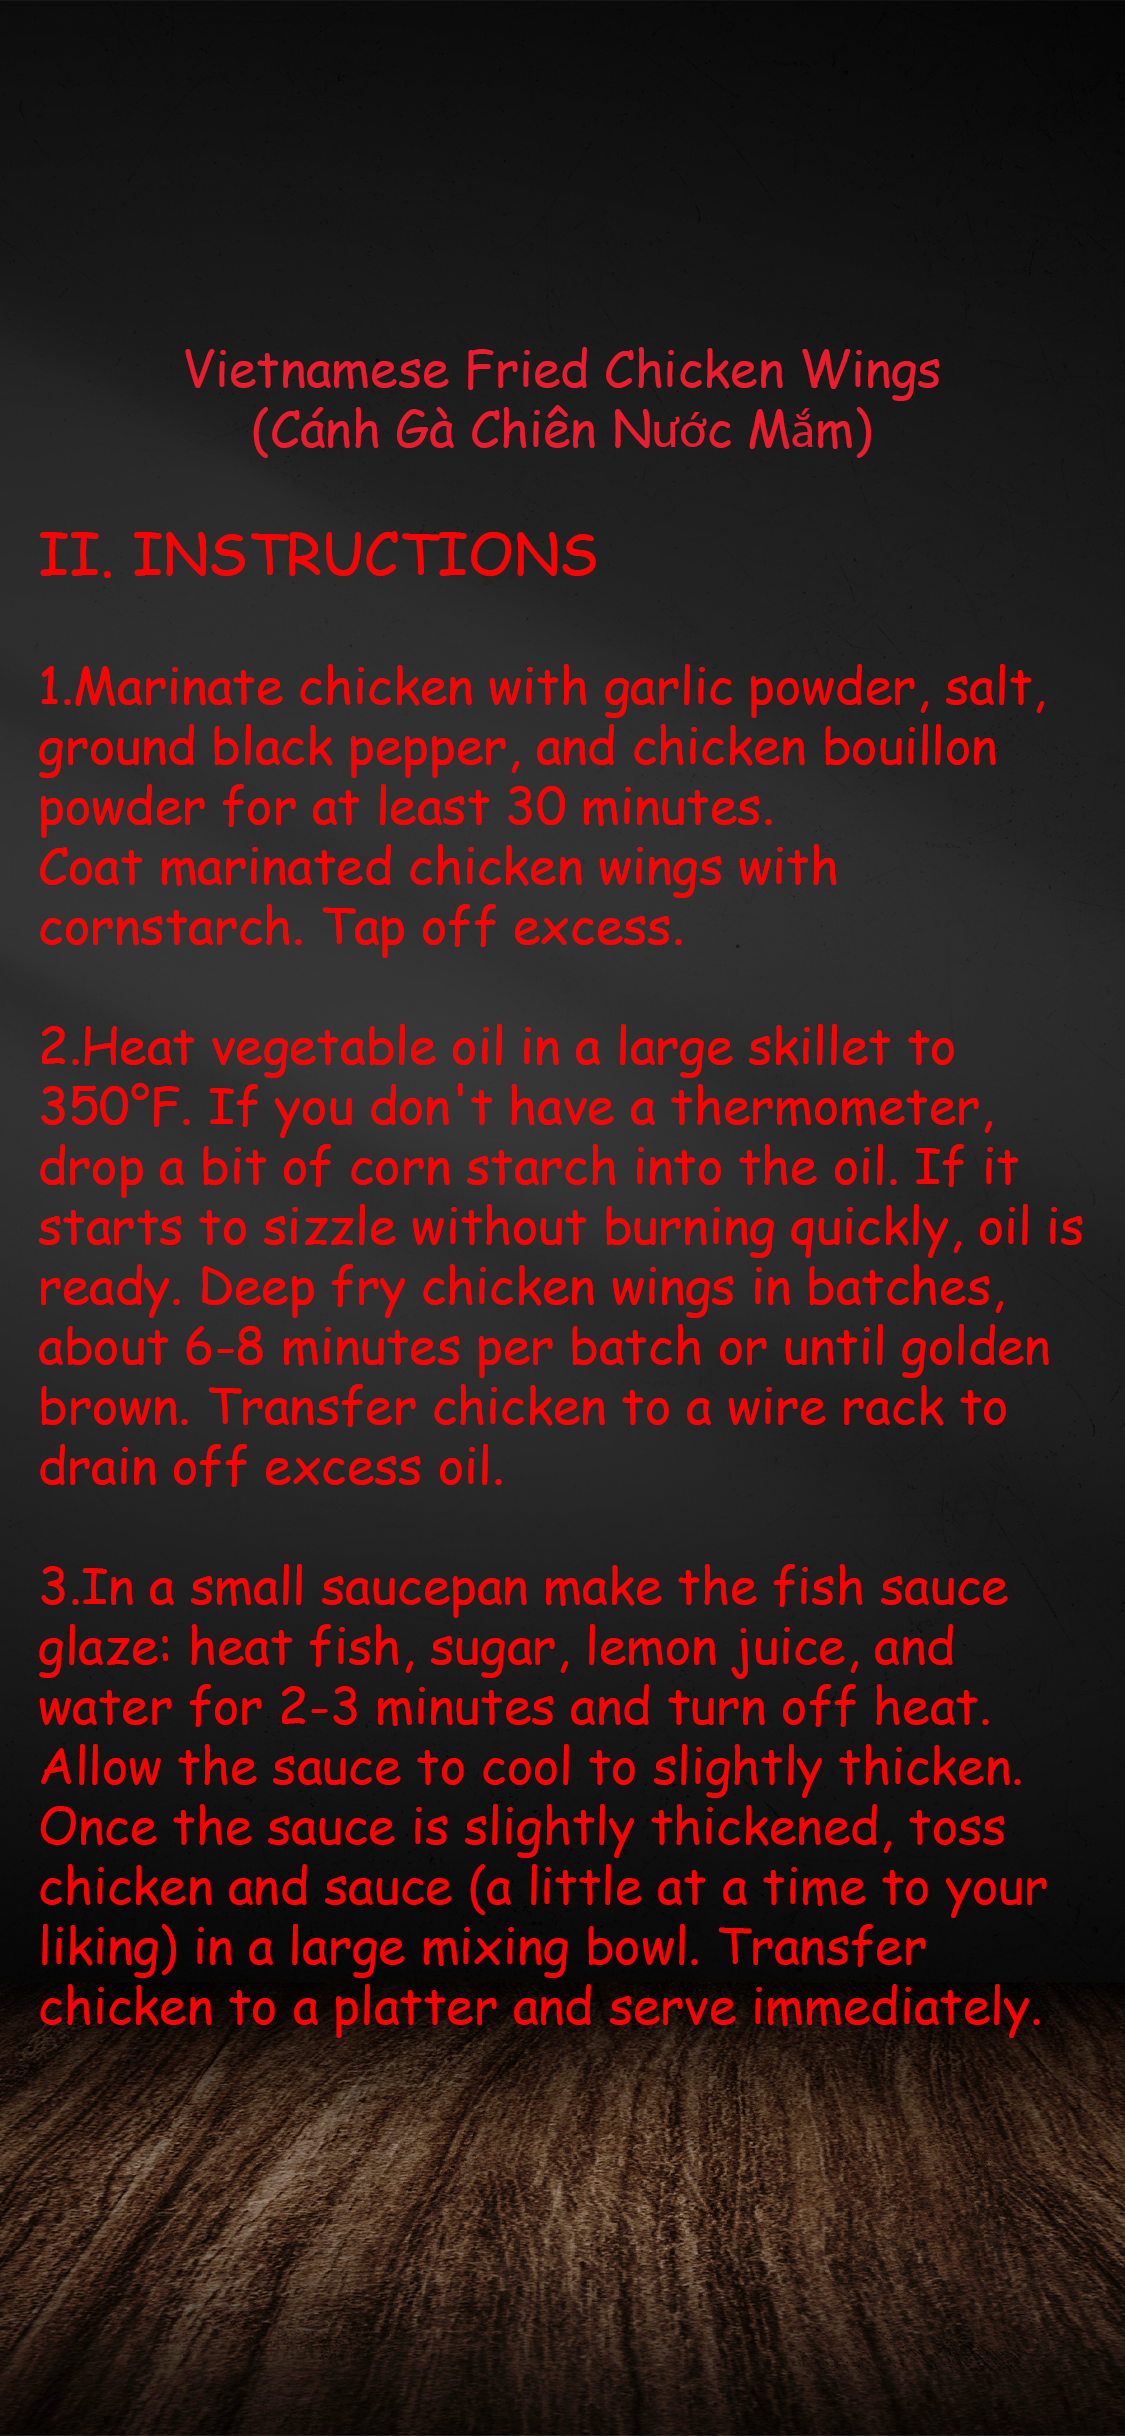 Vietnamese Fried Chicken Wings
(Cánh Gà Chiên Nước Mắm)
II. INSTRUCTIONS
1.Marinate chicken with garlic powder, salt,
ground black pepper, and chicken bouillon
powder for at least 30 minutes.
Coat marinated chicken wings with
cornstarch. Tap off excess.
2.Heat vegetable oil in a large skillet to
350°F. If you don't have a thermometer,
drop a bit of corn starch into the oil. If it
starts to sizzle without burning quickly, oil is
ready. Deep fry chicken wings in batches,
about 6-8 minutes per batch or until golden
brown. Transfer chicken to a wire rack to
drain off excess oil.
3.In a small saucepan make the fish sauce
glaze: heat fish, sugar, lemon juice, and
water for 2-3 minutes and turn off heat.
Allow the sauce to cool to slightly thicken.
Once the sauce is slightly thickened, toss
chicken and sauce (a little at a time to your
liking) in a large mixing bowl. Transfer
chicken to a platter and serve immediately.